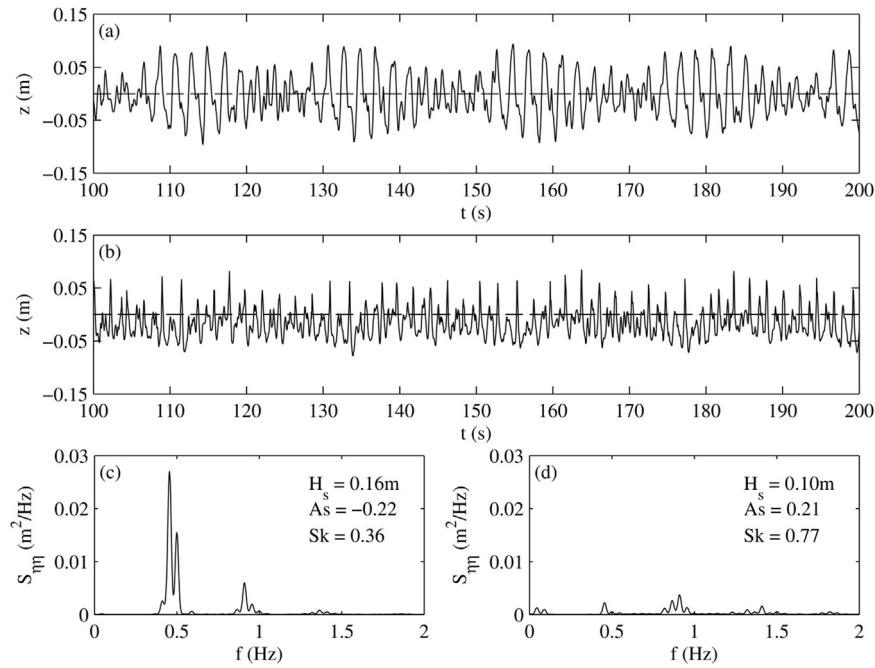 0.15
(a)
0.05
z (m)
−0.05
−0.15
100 110 120 130 140 150 160 170 180 190 200
t (s)
0.15
(b)
0.05
z (m)
−0.05
−0.15
100 110 120 130 140 150 160 170 180 190 200
t (s)
0.03
(c)
H_s = 0.16m
0.02
As = −0.22
Sk = 0.36
S_ηη (m²/Hz)
0.01
0
0 0.5 1 1.5 2
f (Hz)
0.03
(d)
H_s = 0.10m
0.02
As = 0.21
Sk = 0.77
S_ηη (m²/Hz)
0.01
0
0 0.5 1 1.5 2
f (Hz)